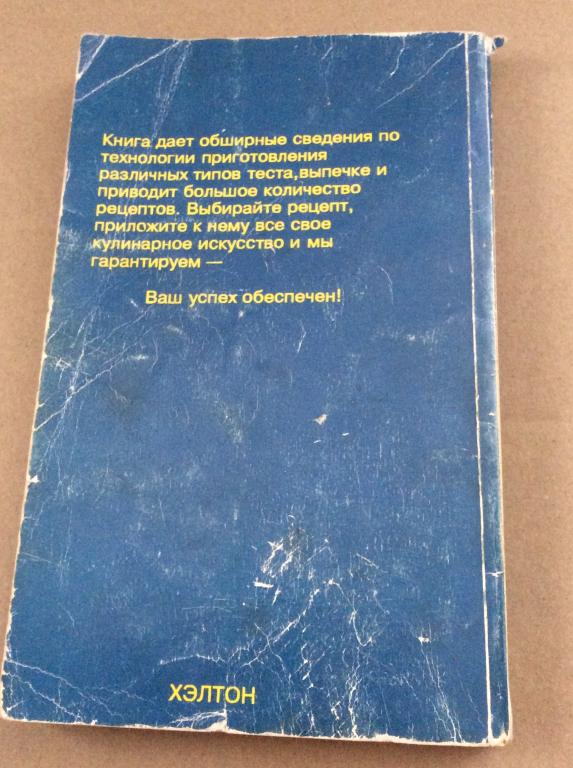 Книга дает обширные сведения по
технологии приготовления
различных типов теста,выпечке и
приводит большое количество
рецептов. Выбирайте рецепт,
приложите к нему все свое
кулинарное искусство и мы
гарантируем —
Ваш успех обеспечен!
ХЭЛТОН